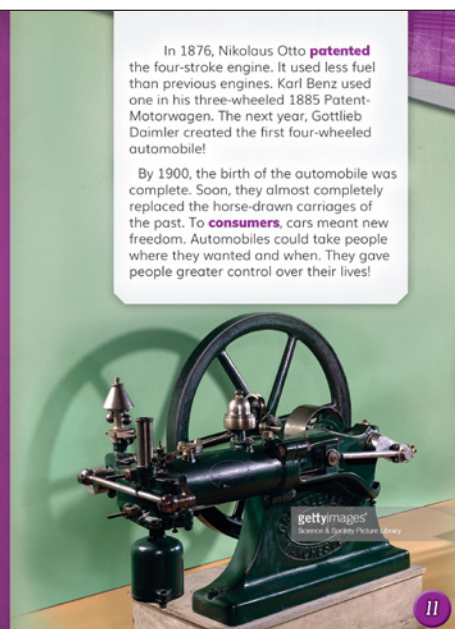 In 1876, Nikolaus Otto patented
the four-stroke engine. It used less fuel
than previous engines. Karl Benz used
one in his three-wheeled 1885 Patent-
Motorwagen. The next year, Gottlieb
Daimler created the first four-wheeled
automobile!
By 1900, the birth of the automobile was
complete. Soon, they almost completely
replaced the horse-drawn carriages of
the past. To consumers, cars meant new
freedom. Automobiles could take people
where they wanted and when. They gave
people greater control over their lives!
gettyimages
Science & Society Picture Library
11